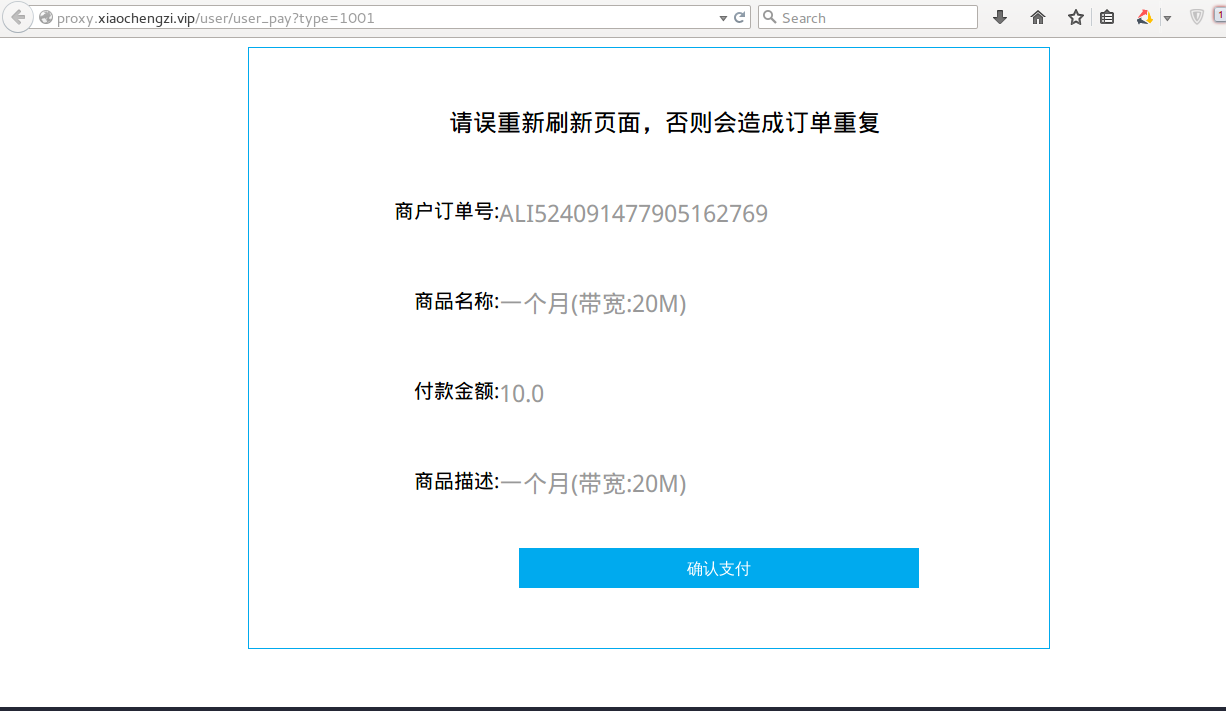 proxy.xiaochengzi.vip/user/user_pay?type=1001
Search
1
请误重新刷新页面，否则会造成订单重复
商户订单号:ALI524091477905162769
商品名称:一个月(带宽:20M)
付款金额:10.0
商品描述:一个月(带宽:20M)
确认支付